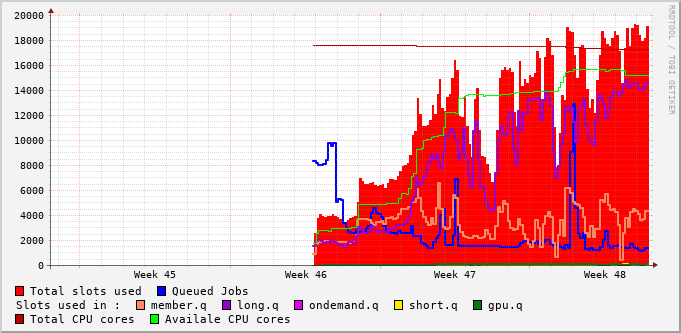 RRDTOOL / TOBI OETIKER
20000
18000
16000
14000
12000
10000
8000
6000
4000
2000
0
Week 45 Week 46 Week 47 Week 48
Total slots used Queued Jobs
Slots used in : member.q long.q ondemand.q short.q gpu.q
Total CPU cores Availale CPU cores